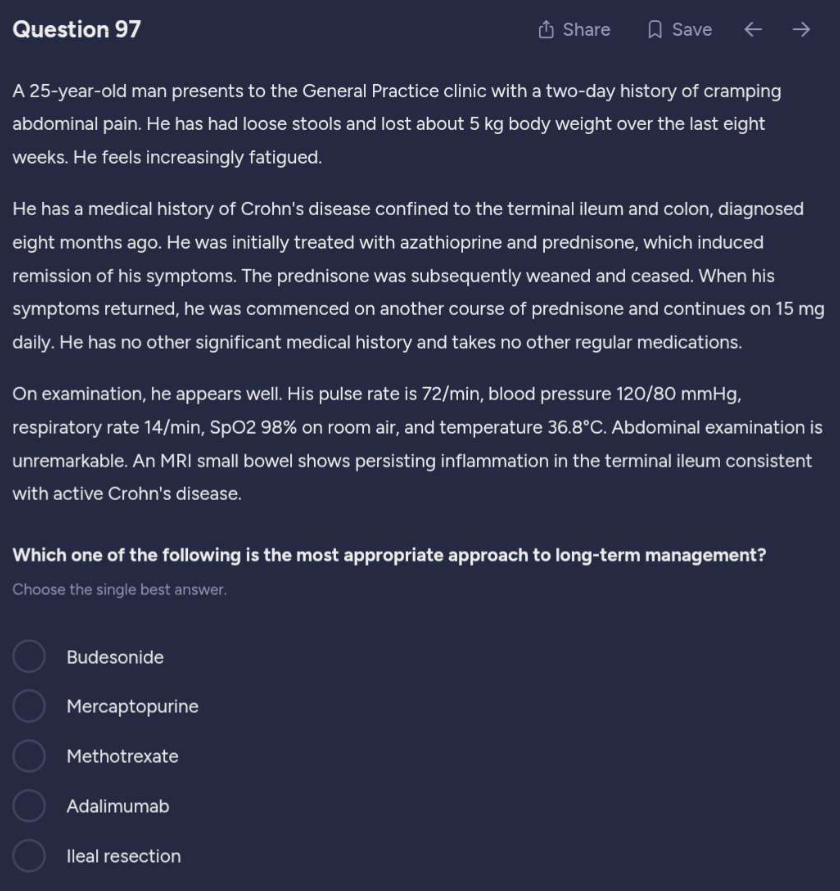 Question 97
Share
Save
A 25-year-old man presents to the General Practice clinic with a two-day history of cramping
abdominal pain. He has had loose stools and lost about 5 kg body weight over the last eight
weeks. He feels increasingly fatigued.
He has a medical history of Crohn's disease confined to the terminal ileum and colon, diagnosed
eight months ago. He was initially treated with azathioprine and prednisone, which induced
remission of his symptoms. The prednisone was subsequently weaned and ceased. When his
symptoms returned, he was commenced on another course of prednisone and continues on 15 mg
daily. He has no other significant medical history and takes no other regular medications.
On examination, he appears well. His pulse rate is 72/min, blood pressure 120/80 mmHg,
respiratory rate 14/min, SpO2 98% on room air, and temperature 36.8°C. Abdominal examination is
unremarkable. An MRI small bowel shows persisting inflammation in the terminal ileum consistent
with active Crohn's disease.
Which one of the following is the most appropriate approach to long-term management?
Choose the single best answer.
Budesonide
Mercaptopurine
Methotrexate
Adalimumab
Ileal resection